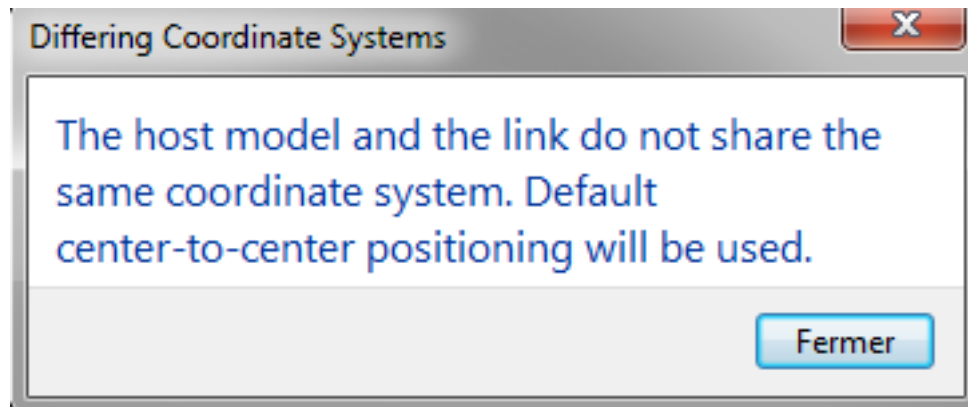 Differing Coordinate Systems
The host model and the link do not share the
same coordinate system. Default
center-to-center positioning will be used.
Fermer